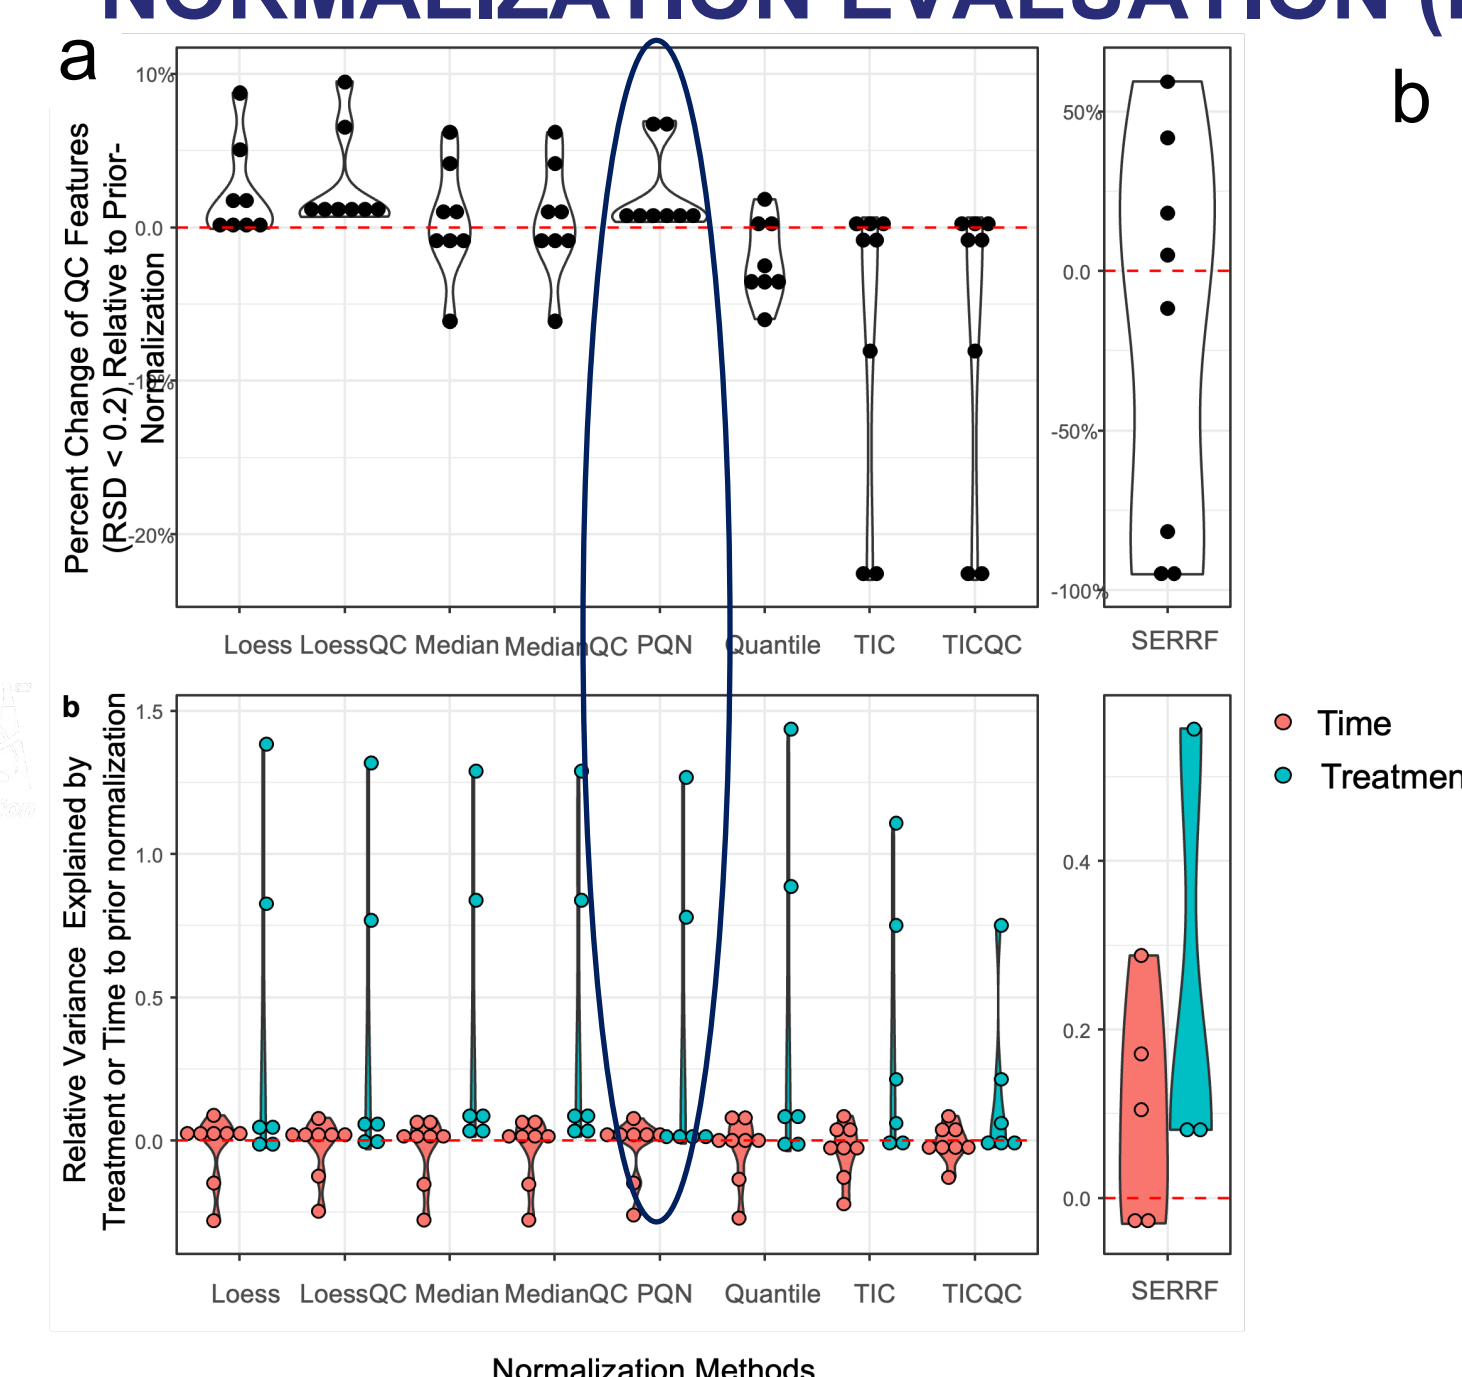 NORMALIZATION EVALUATION (
a
b
Percent Change of QC Features
(RSD < 0.2) Relative to Prior-
Normalization
10%
0.0
-10%
-20%
50%
0.0
-50%
-100%
Loess LoessQC Median MedianQC PQN Quantile TIC TICQC
SERRF
b
Relative Variance Explained by
Treatment or Time to prior normalization
1.5
1.0
0.5
0.0
0.4
0.2
0.0
Time
Treatmen
Loess LoessQC Median MedianQC PQN Quantile TIC TICQC
SERRF
Normalization Methods